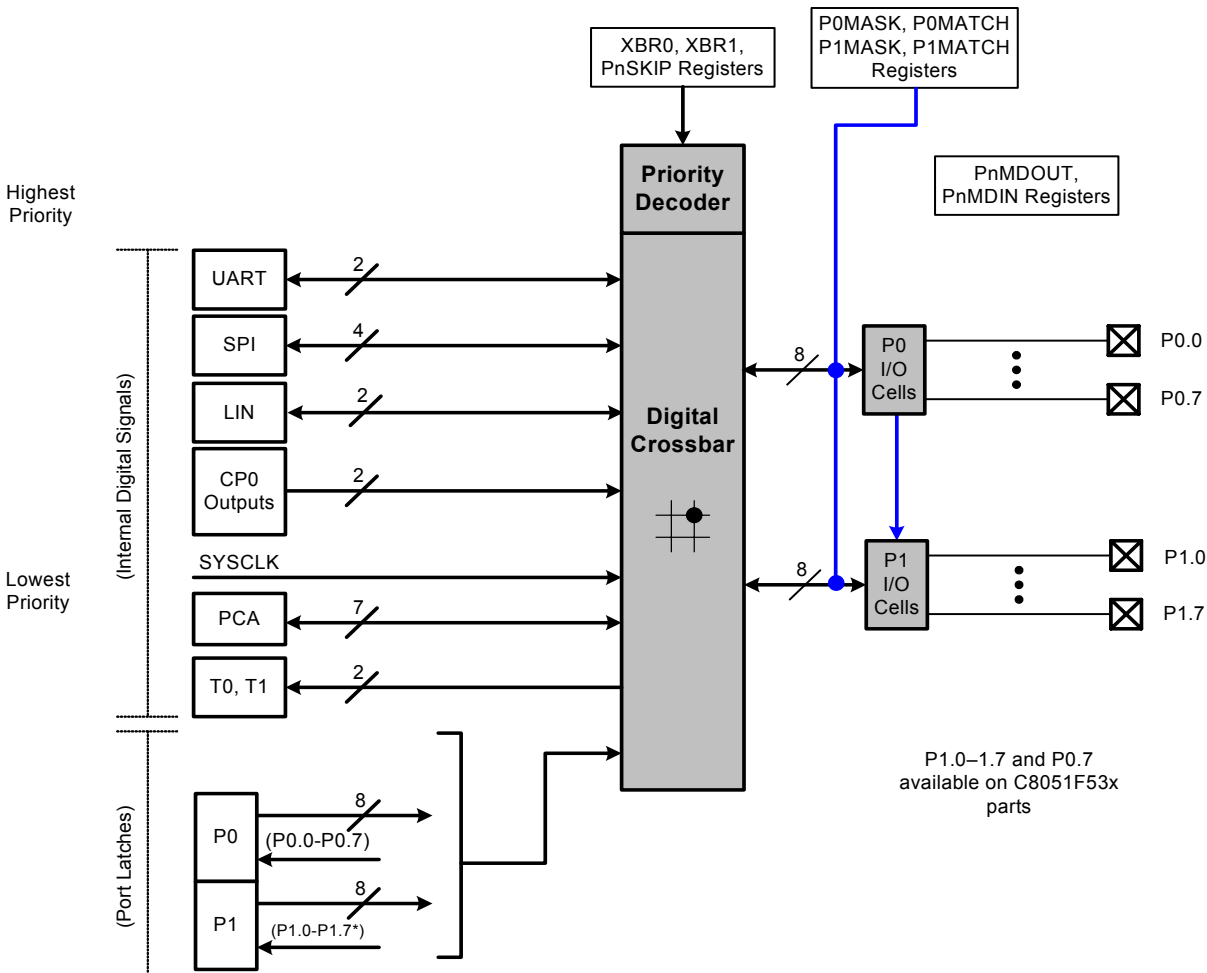 XBR0, XBR1,
PnSKIP Registers
P0MASK, P0MATCH
P1MASK, P1MATCH
Registers
PnMDOUT,
PnMDIN Registers
Highest
Priority
Priority
Decoder
(Internal Digital Signals)
UART
2
SPI
4
LIN
2
CP0
Outputs
2
SYSCLK
PCA
7
T0, T1
2
Lowest
Priority
Digital
Crossbar
8
P0
I/O
Cells
P0.0
P0.7
8
P1
I/O
Cells
P1.0
P1.7
(Port Latches)
P0
8
(P0.0-P0.7)
P1
8
(P1.0-P1.7*)
P1.0–1.7 and P0.7
available on C8051F53x
parts